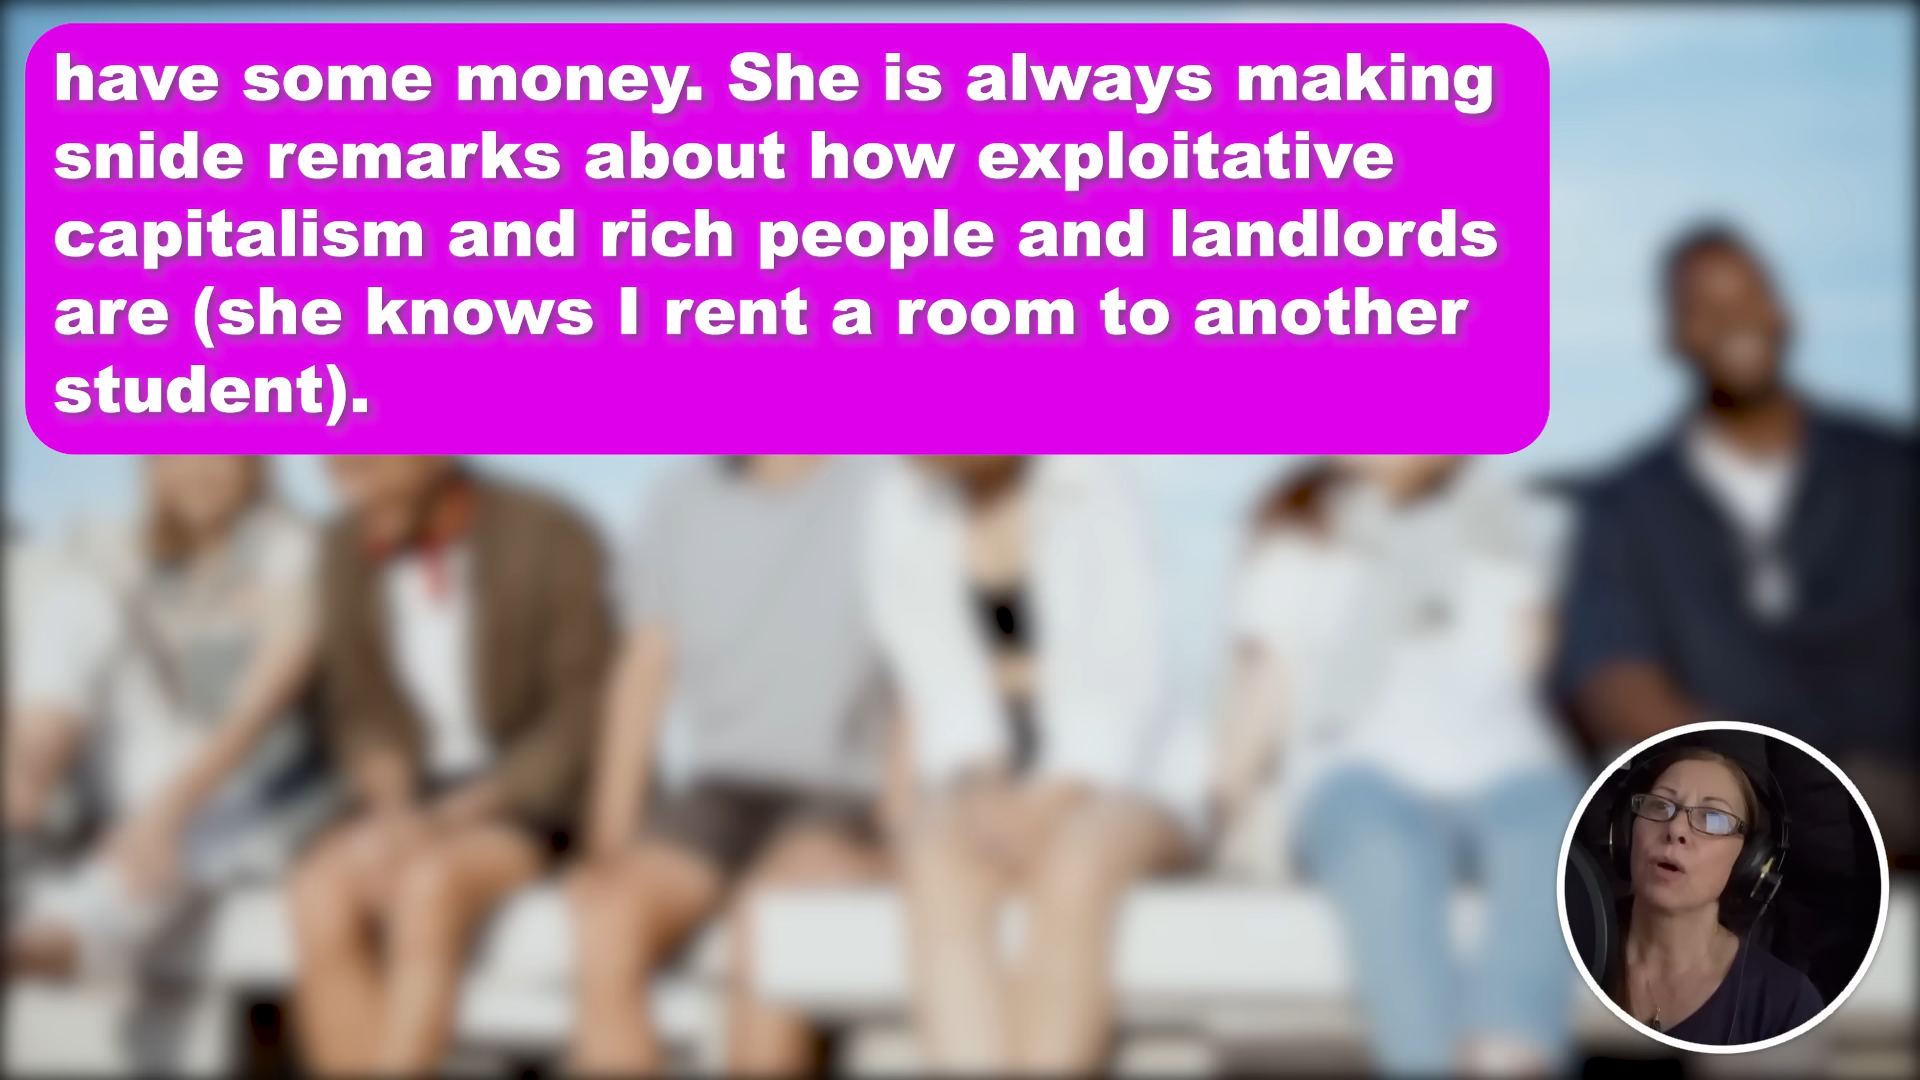 have some money. She is always making
snide remarks about how exploitative
capitalism and rich people and landlords
are (she knows I rent a room to another
student).